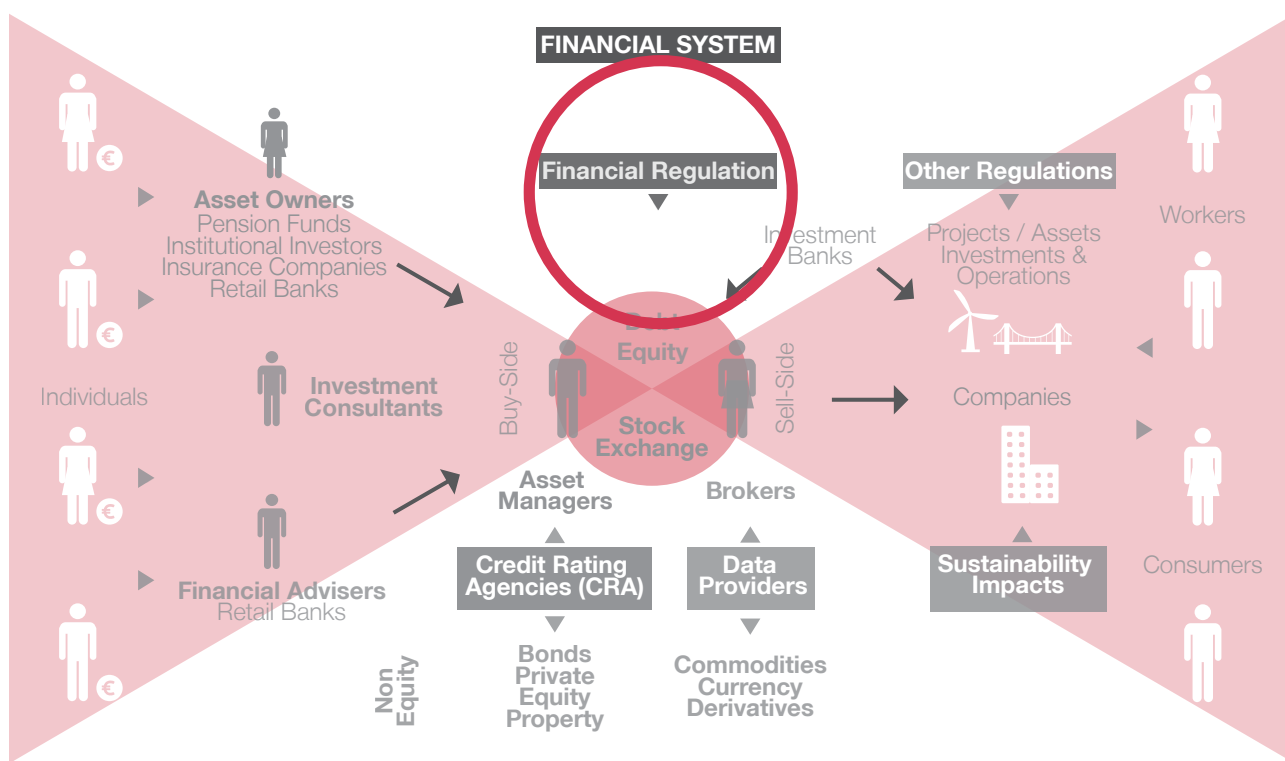 FINANCIAL SYSTEM
Financial Regulation
Other Regulations
Asset Owners
Pension Funds
Institutional Investors
Insurance Companies
Retail Banks
Investment
Banks
Projects / Assets
Investments &
Operations
Workers
Individuals
Investment
Consultants
Buy-Side
Debt
Equity
Stock
Exchange
Sell-Side
Companies
Asset
Managers
Brokers
Financial Advisers
Retail Banks
Credit Rating
Agencies (CRA)
Data
Providers
Sustainability
Impacts
Consumers
Non
Equity
Bonds
Private
Equity
Property
Commodities
Currency
Derivatives
€
€
€
€